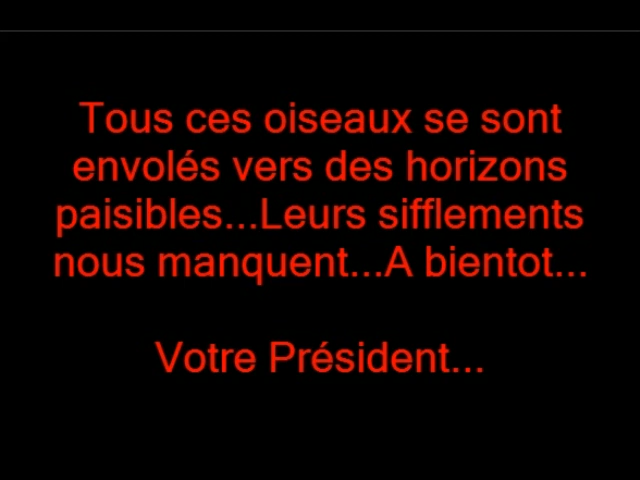 Tous ces oiseaux se sont
envolés vers des horizons
paisibles...Leurs sifflements
nous manquent...A bientot...
Votre Président...